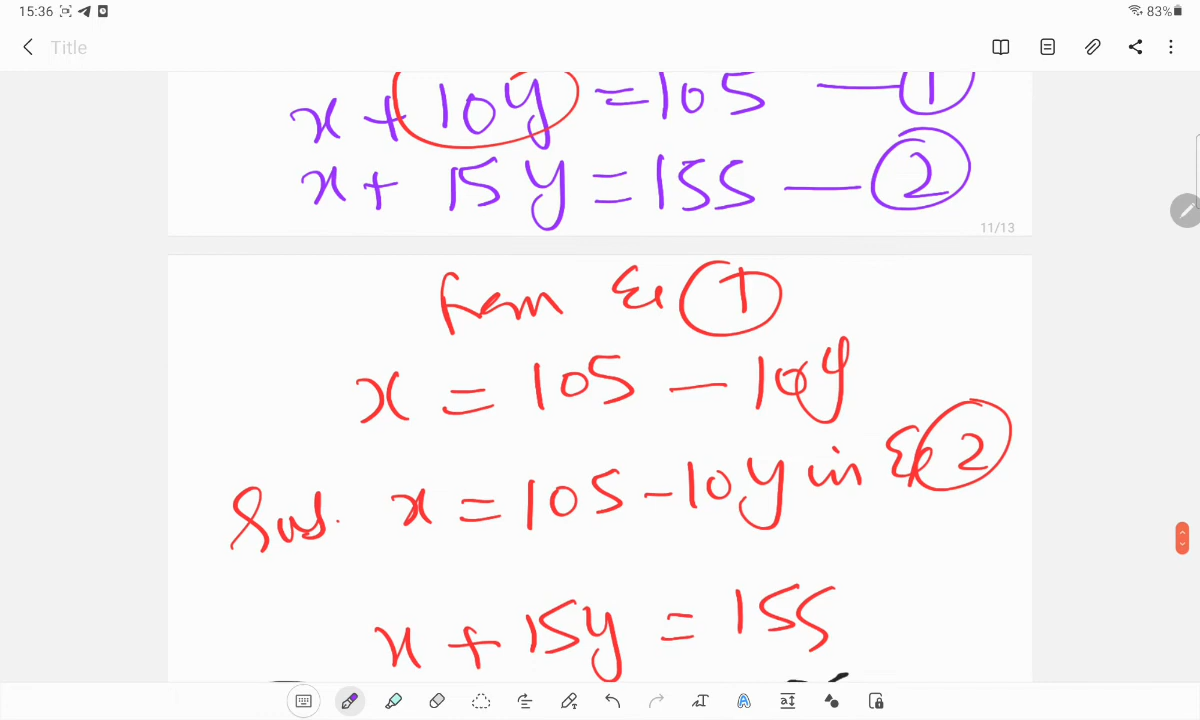 15:36 83%
Title
x + 10y = 105 — 1
x + 15y = 155 — 2
11/13
from Eq 1
x = 105 – 10y
Sub. x = 105 – 10y in Eq 2
x + 15y = 155